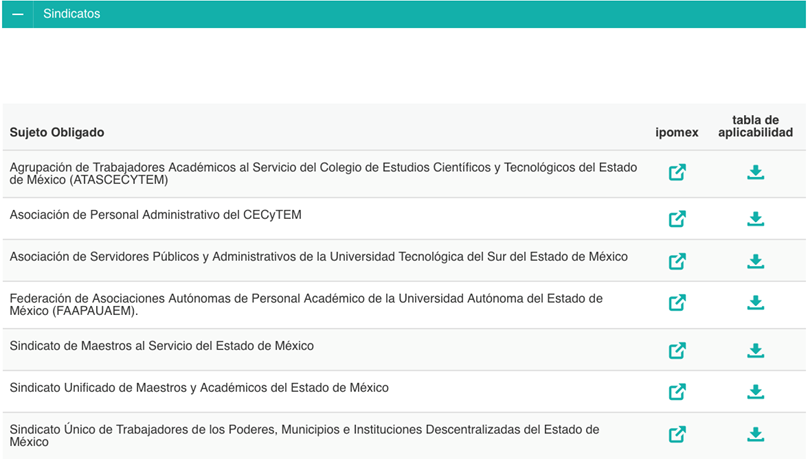 Sindicatos
Sujeto Obligado
ipomex
tabla de
aplicabilidad
Agrupación de Trabajadores Académicos al Servicio del Colegio de Estudios Científicos y Tecnológicos del Estado
de México (ATASCECYTEM)
Asociación de Personal Administrativo del CECyTEM
Asociación de Servidores Públicos y Administrativos de la Universidad Tecnológica del Sur del Estado de México
Federación de Asociaciones Autónomas de Personal Académico de la Universidad Autónoma del Estado de
México (FAAPAUAEM).
Sindicato de Maestros al Servicio del Estado de México
Sindicato Unificado de Maestros y Académicos del Estado de México
Sindicato Único de Trabajadores de los Poderes, Municipios e Instituciones Descentralizadas del Estado de
México